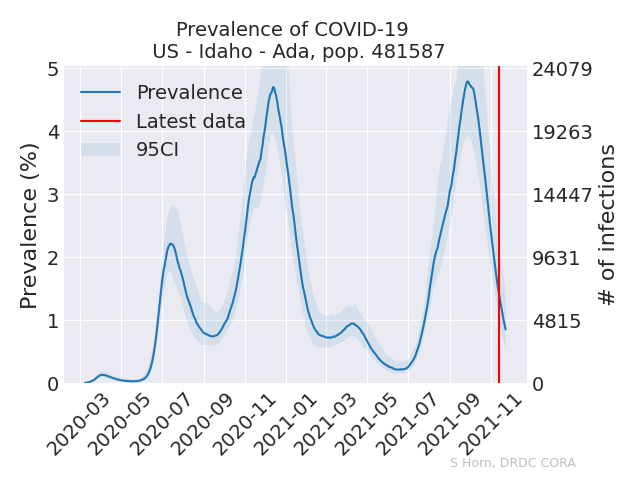 Prevalence of COVID-19
US - Idaho - Ada, pop. 481587
Prevalence (%)
5
4
3
2
1
0
Prevalence
Latest data
95CI
24079
19263
14447
9631
4815
0
# of infections
2020-03
2020-05
2020-07
2020-09
2020-11
2021-01
2021-03
2021-05
2021-07
2021-09
2021-11
S Horn, DRDC CORA